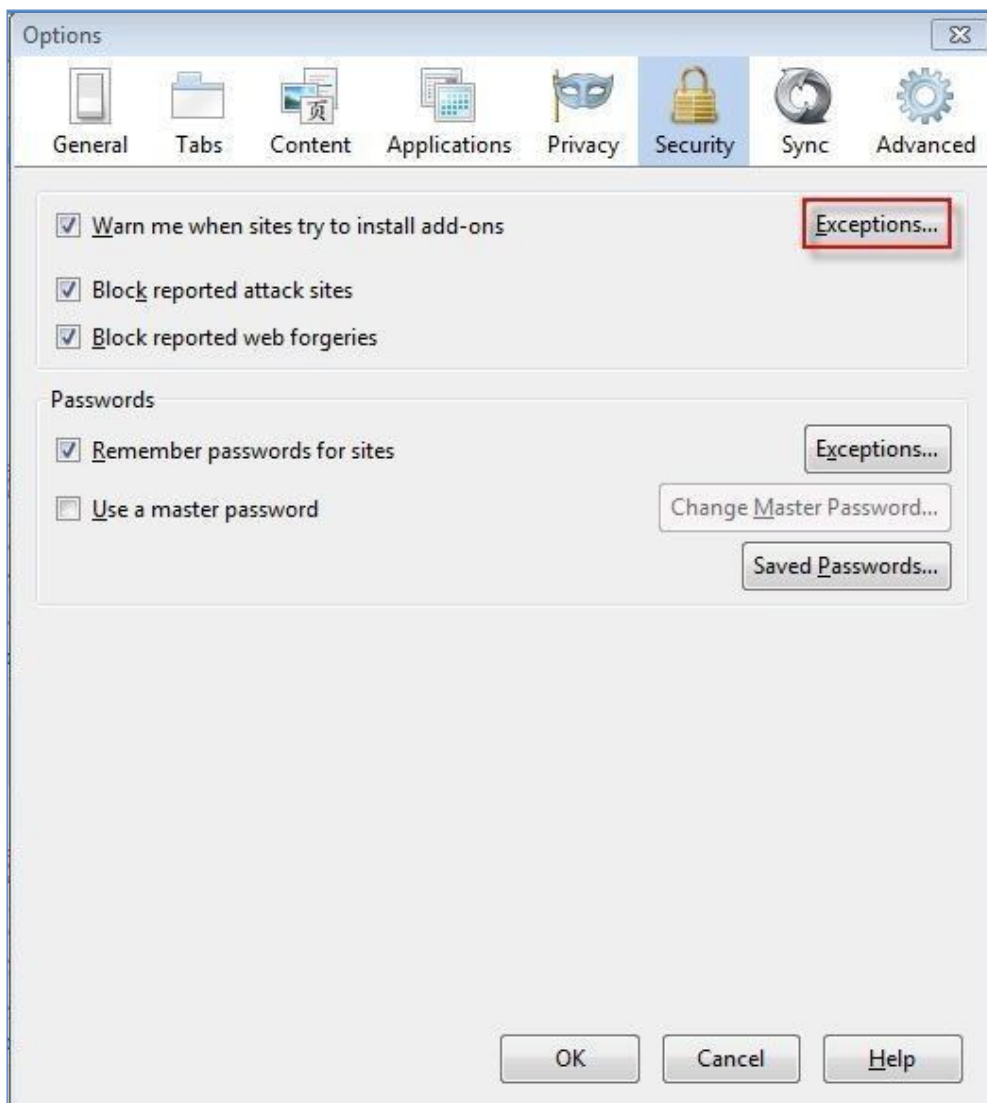 Options
页
General Tabs Content Applications Privacy Security Sync Advanced
Warn me when sites try to install add-ons Exceptions...
Block reported attack sites
Block reported web forgeries
Passwords
Remember passwords for sites Exceptions...
Use a master password Change Master Password...
Saved Passwords...
OK Cancel Help